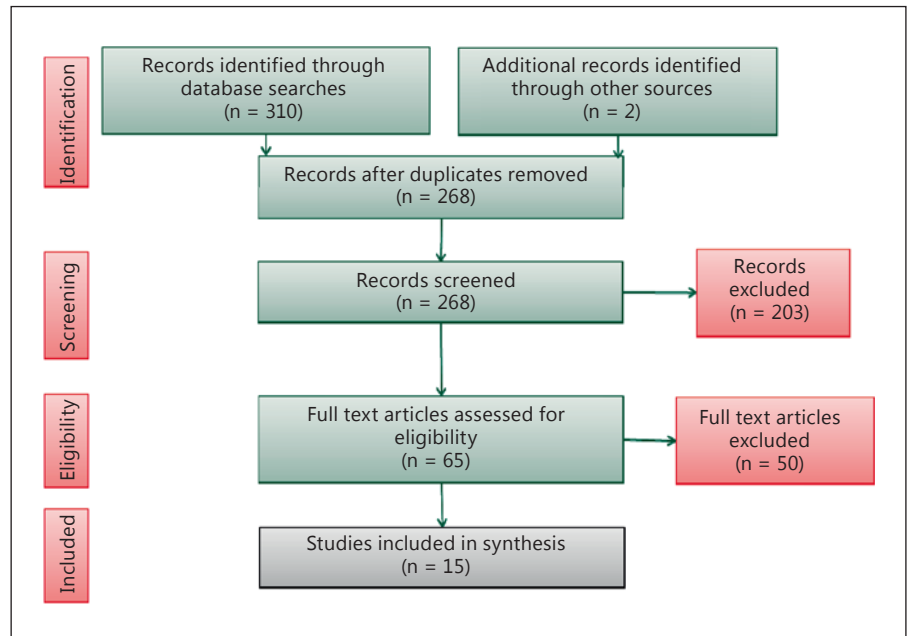 Identification
Records identified through
database searches
(n = 310)
Additional records identified
through other sources
(n = 2)
Records after duplicates removed
(n = 268)
Screening
Records screened
(n = 268)
Records
excluded
(n = 203)
Eligibility
Full text articles assessed for
eligibility
(n = 65)
Full text articles
excluded
(n = 50)
Included
Studies included in synthesis
(n = 15)